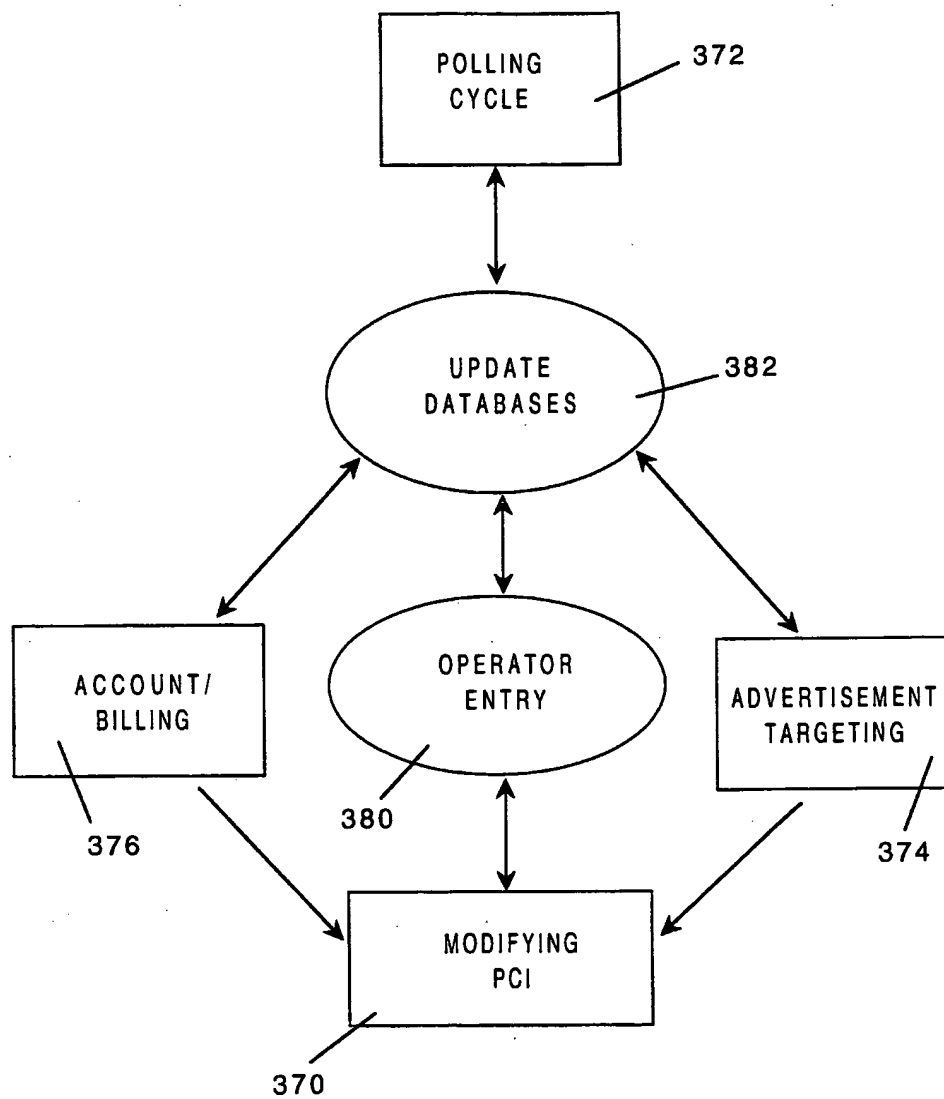 POLLING
CYCLE
372
UPDATE
DATABASES
382
ACCOUNT/
BILLING
376
OPERATOR
ENTRY
380
ADVERTISEMENT
TARGETING
374
MODIFYING
PCI
370